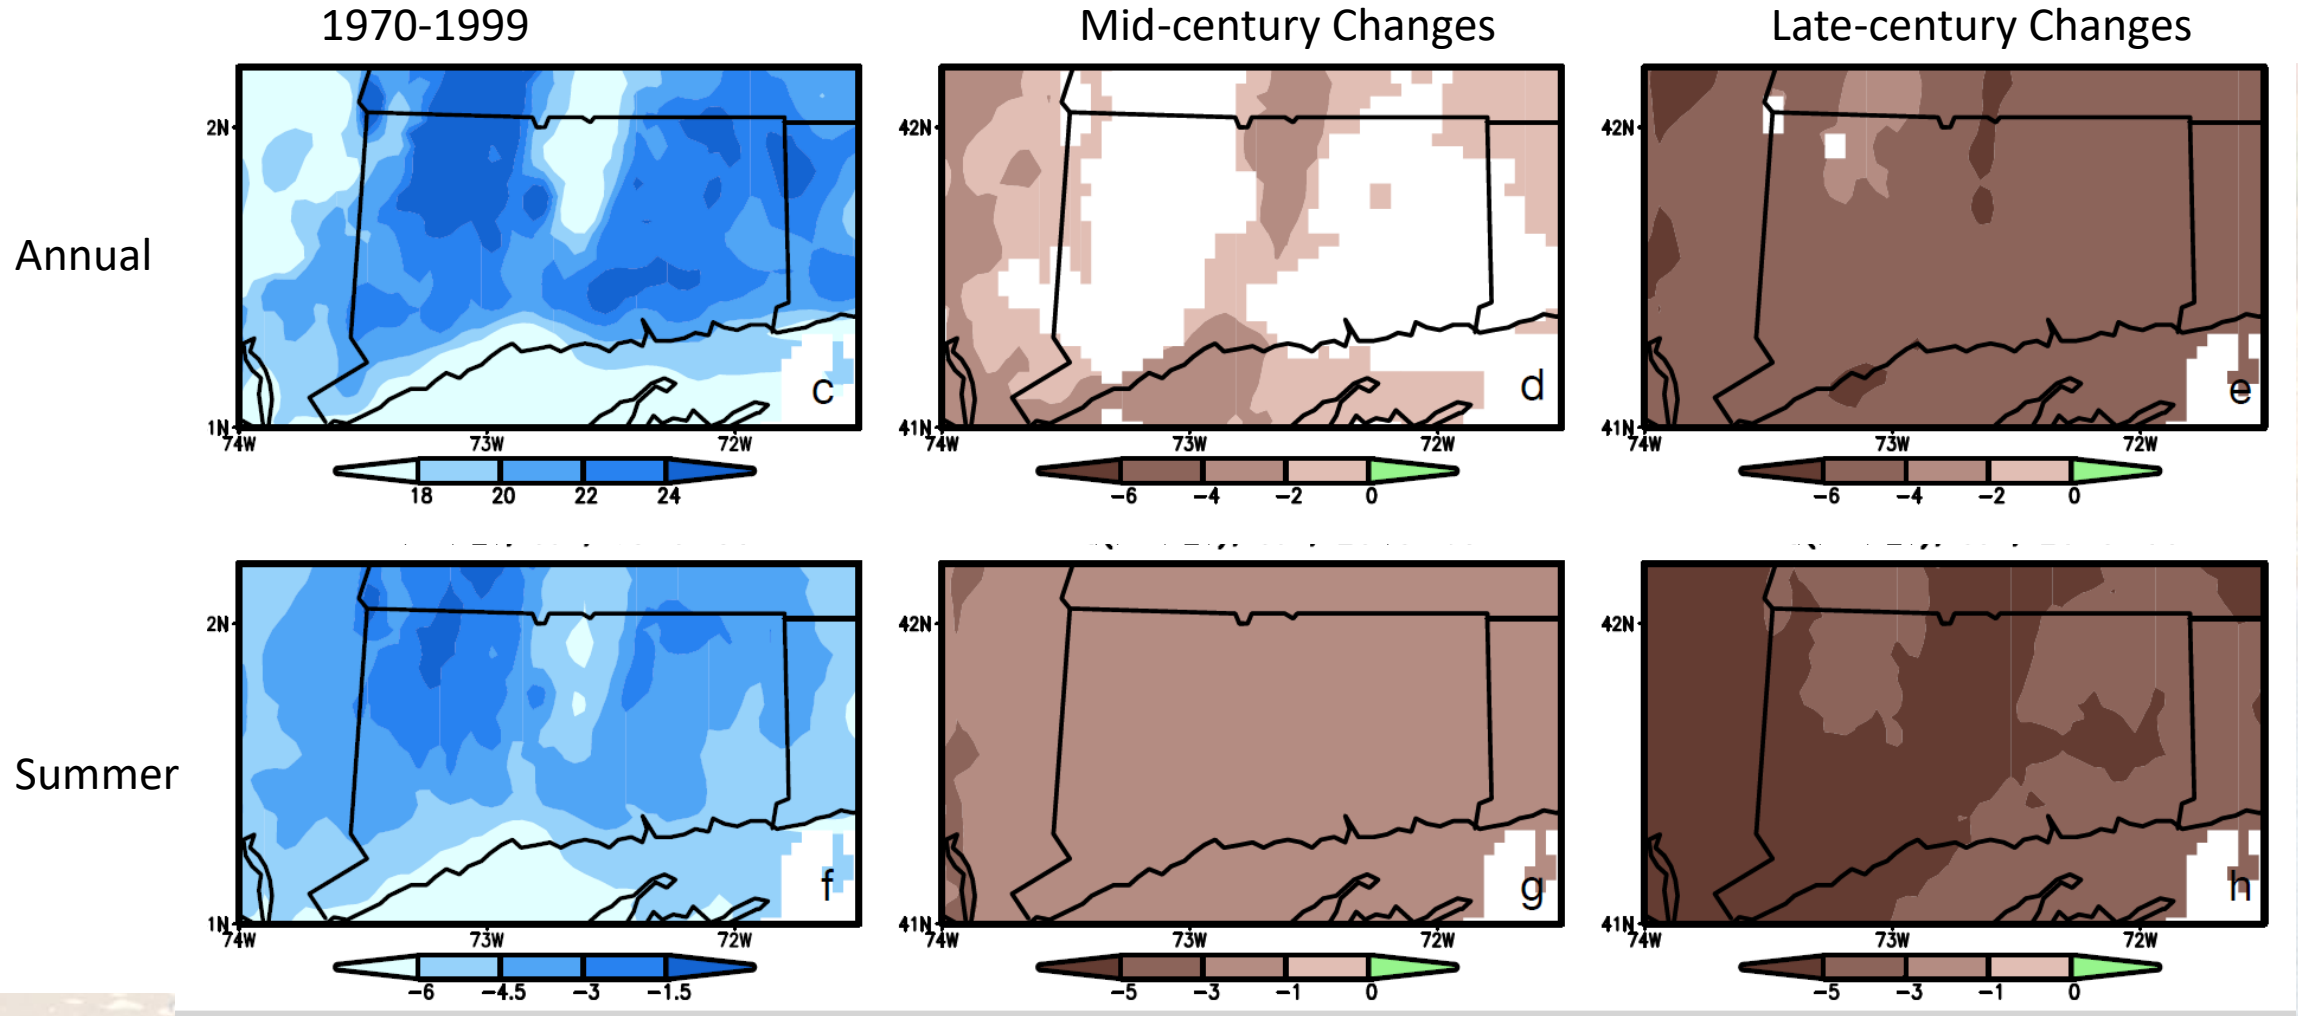 1970-1999 Mid-century Changes Late-century Changes
Annual
2N 42N 42N
c d e
1N 41N 41N
74W 73W 72W 74W 73W 72W 74W 73W 72W
18 20 22 24 -6 -4 -2 0 -6 -4 -2 0
Summer
2N 42N 42N
f g h
1N 41N 41N
74W 73W 72W 74W 73W 72W 74W 73W 72W
-6 -4.5 -3 -1.5 -5 -3 -1 0 -5 -3 -1 0